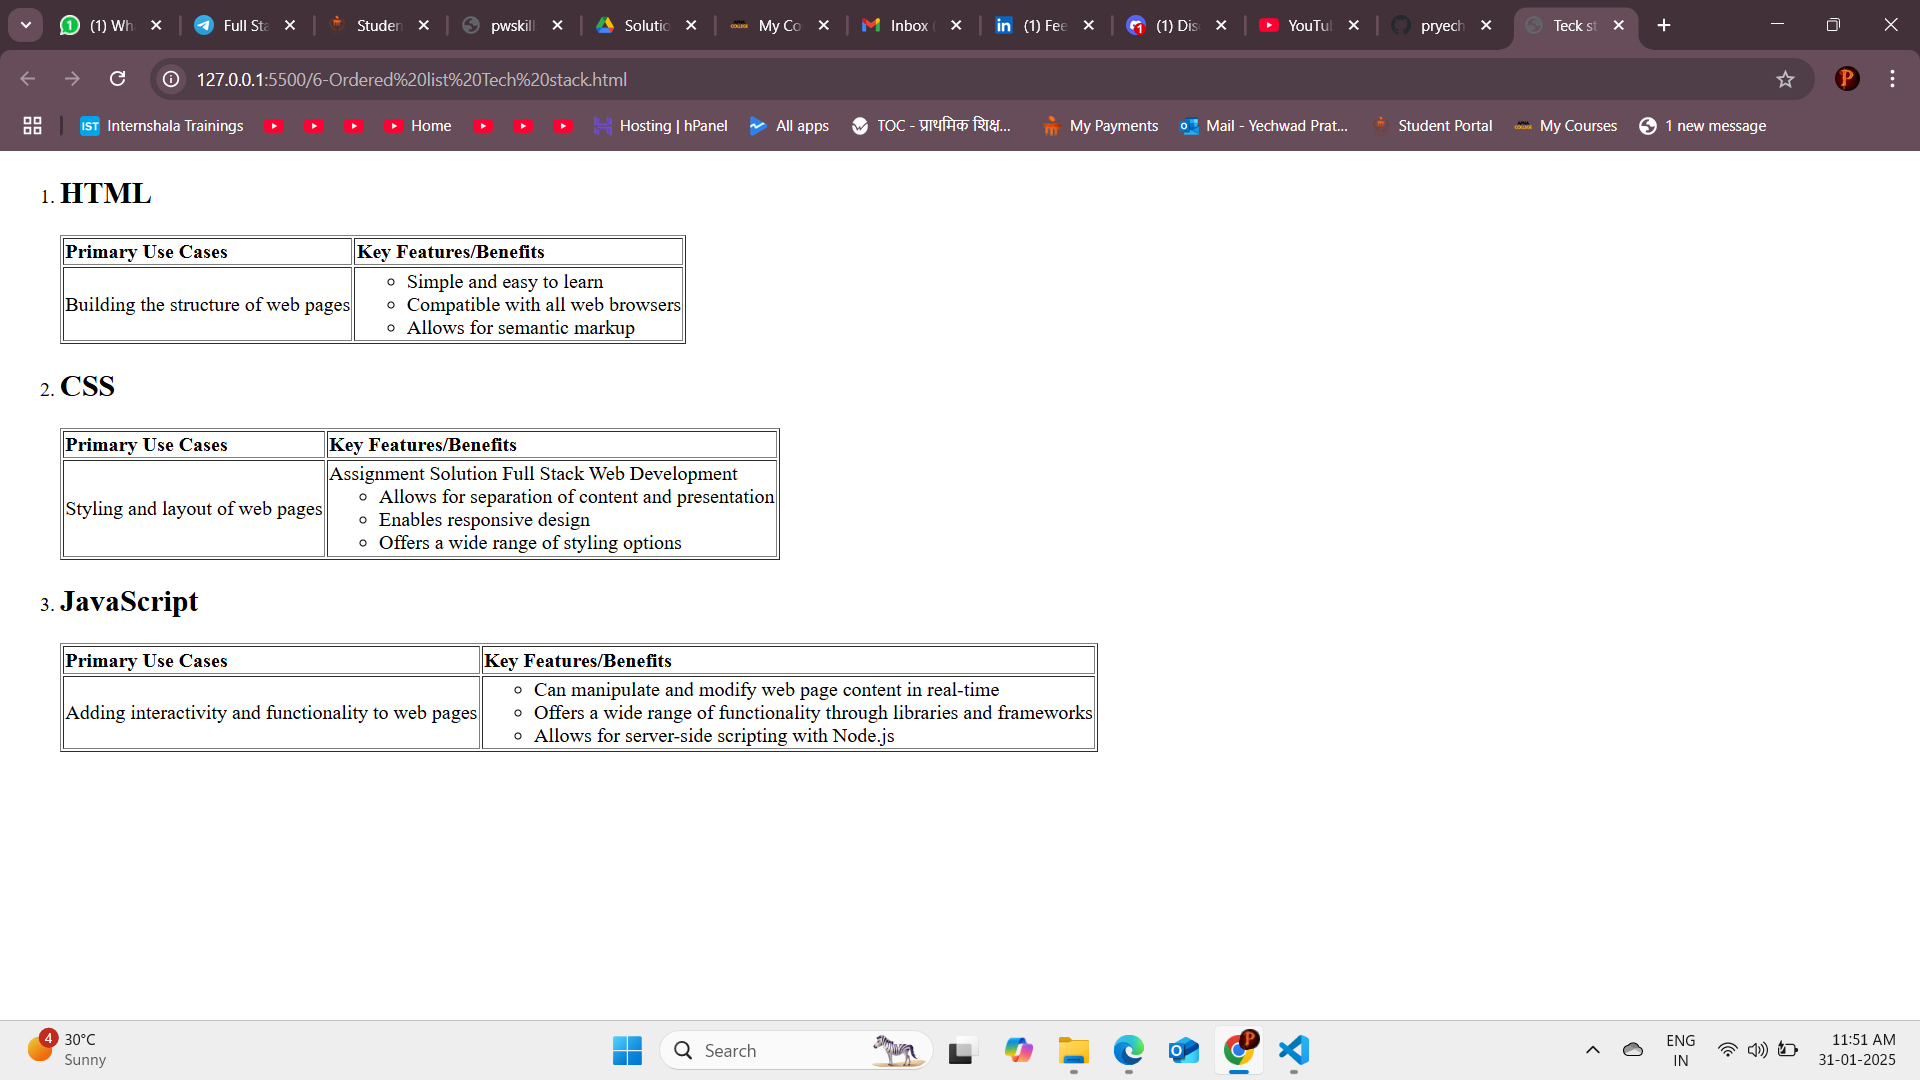 (1) Wh
Full Sta
Studen
pwskill
Solutio
My Co
Inbox
(1) Fee
(1) Dis
YouTu
pryech
Teck st
127.0.0.1:5500/6-Ordered%20list%20Tech%20stack.html
IST Internshala Trainings
Home
Hosting | hPanel
All apps
TOC - प्राथमिक शिक्ष...
My Payments
Mail - Yechwad Prat...
Student Portal
My Courses
1 new message
1. HTML
Primary Use Cases Key Features/Benefits
Building the structure of web pages
Simple and easy to learn
Compatible with all web browsers
Allows for semantic markup
2. CSS
Primary Use Cases Key Features/Benefits
Styling and layout of web pages
Assignment Solution Full Stack Web Development
Allows for separation of content and presentation
Enables responsive design
Offers a wide range of styling options
3. JavaScript
Primary Use Cases Key Features/Benefits
Adding interactivity and functionality to web pages
Can manipulate and modify web page content in real-time
Offers a wide range of functionality through libraries and frameworks
Allows for server-side scripting with Node.js
4
30°C
Sunny
Search
ENG
IN
11:51 AM
31-01-2025